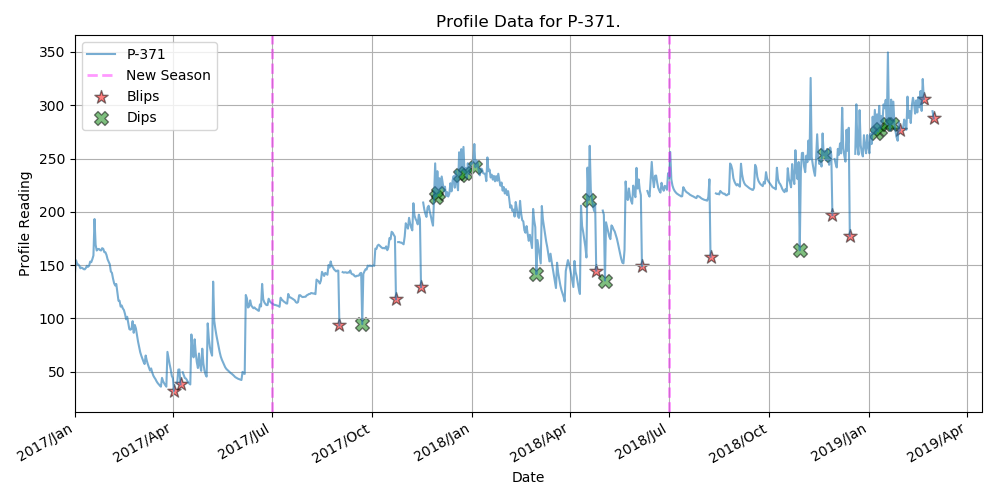 Profile Data for P-371.
P-371
New Season
Blips
Dips
Profile Reading
350
300
250
200
150
100
50
2017/Jan
2017/Apr
2017/Jul
2017/Oct
2018/Jan
2018/Apr
2018/Jul
2018/Oct
2019/Jan
2019/Apr
Date